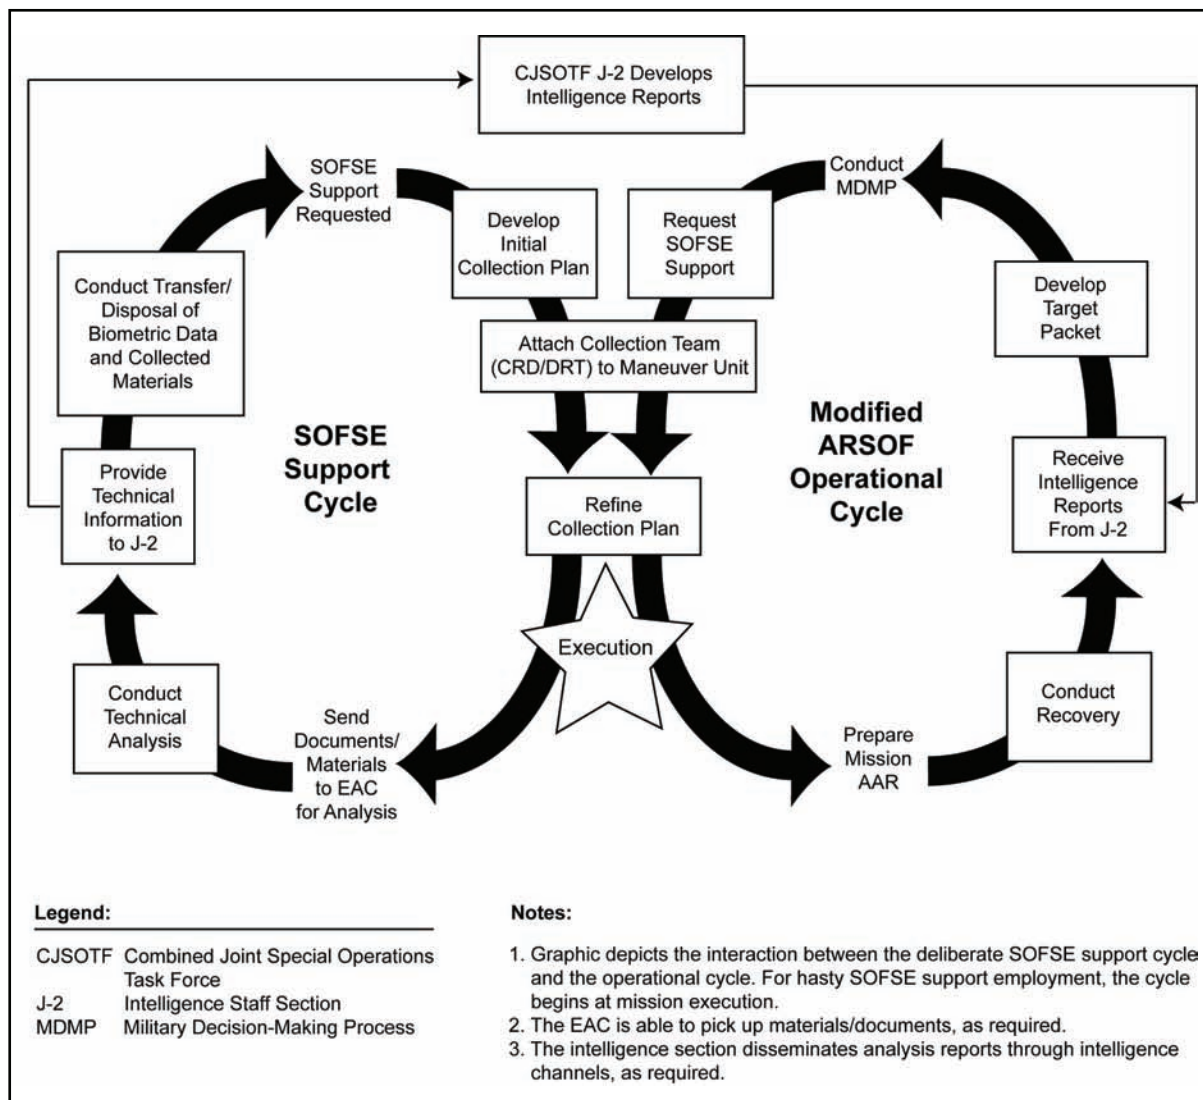 CJSOTF J-2 Develops
Intelligence Reports
SOFSE
Support
Requested
Develop
Initial
Collection Plan
Request
SOFSE
Support
Conduct
MDMP
Conduct Transfer/
Disposal of
Biometric Data
and Collected
Materials
Develop
Target
Packet
Attach Collection Team
(CRD/DRT) to Maneuver Unit
SOFSE
Support
Cycle
Modified
ARSOF
Operational
Cycle
Provide
Technical
Information
to J-2
Refine
Collection Plan
Receive
Intelligence
Reports
From J-2
Execution
Conduct
Technical
Analysis
Send
Documents/
Materials
to EAC
for Analysis
Prepare
Mission
AAR
Conduct
Recovery
Legend:
CJSOTF Combined Joint Special Operations
Task Force
J-2 Intelligence Staff Section
MDMP Military Decision-Making Process
Notes:
1. Graphic depicts the interaction between the deliberate SOFSE support cycle
and the operational cycle. For hasty SOFSE support employment, the cycle
begins at mission execution.
2. The EAC is able to pick up materials/documents, as required.
3. The intelligence section disseminates analysis reports through intelligence
channels, as required.